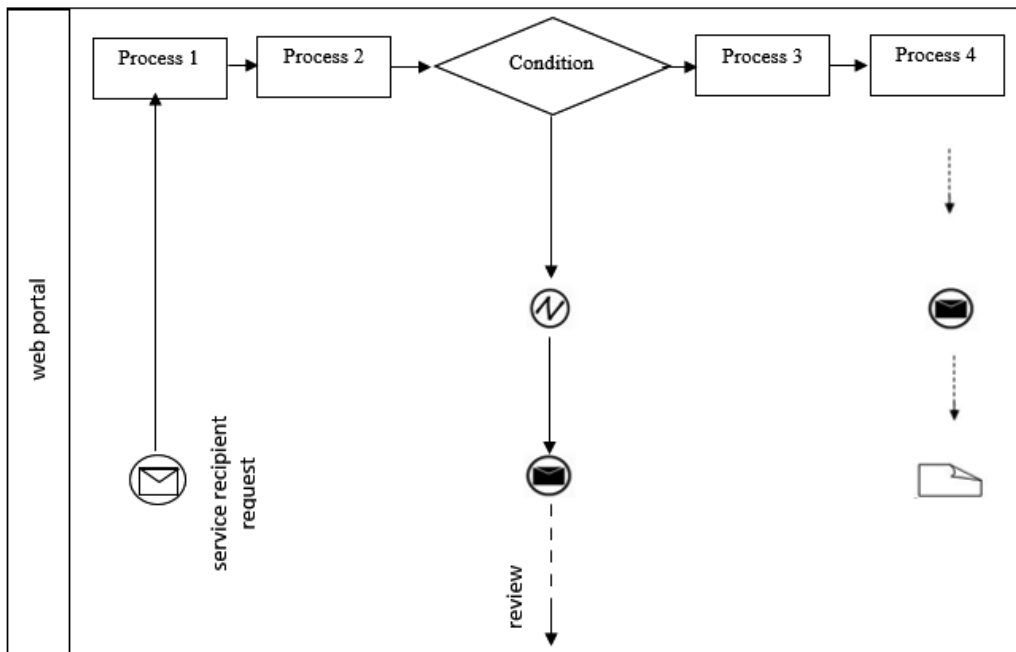 Process 1
Process 2
Condition
Process 3
Process 4
web portal
service recipient
request
review